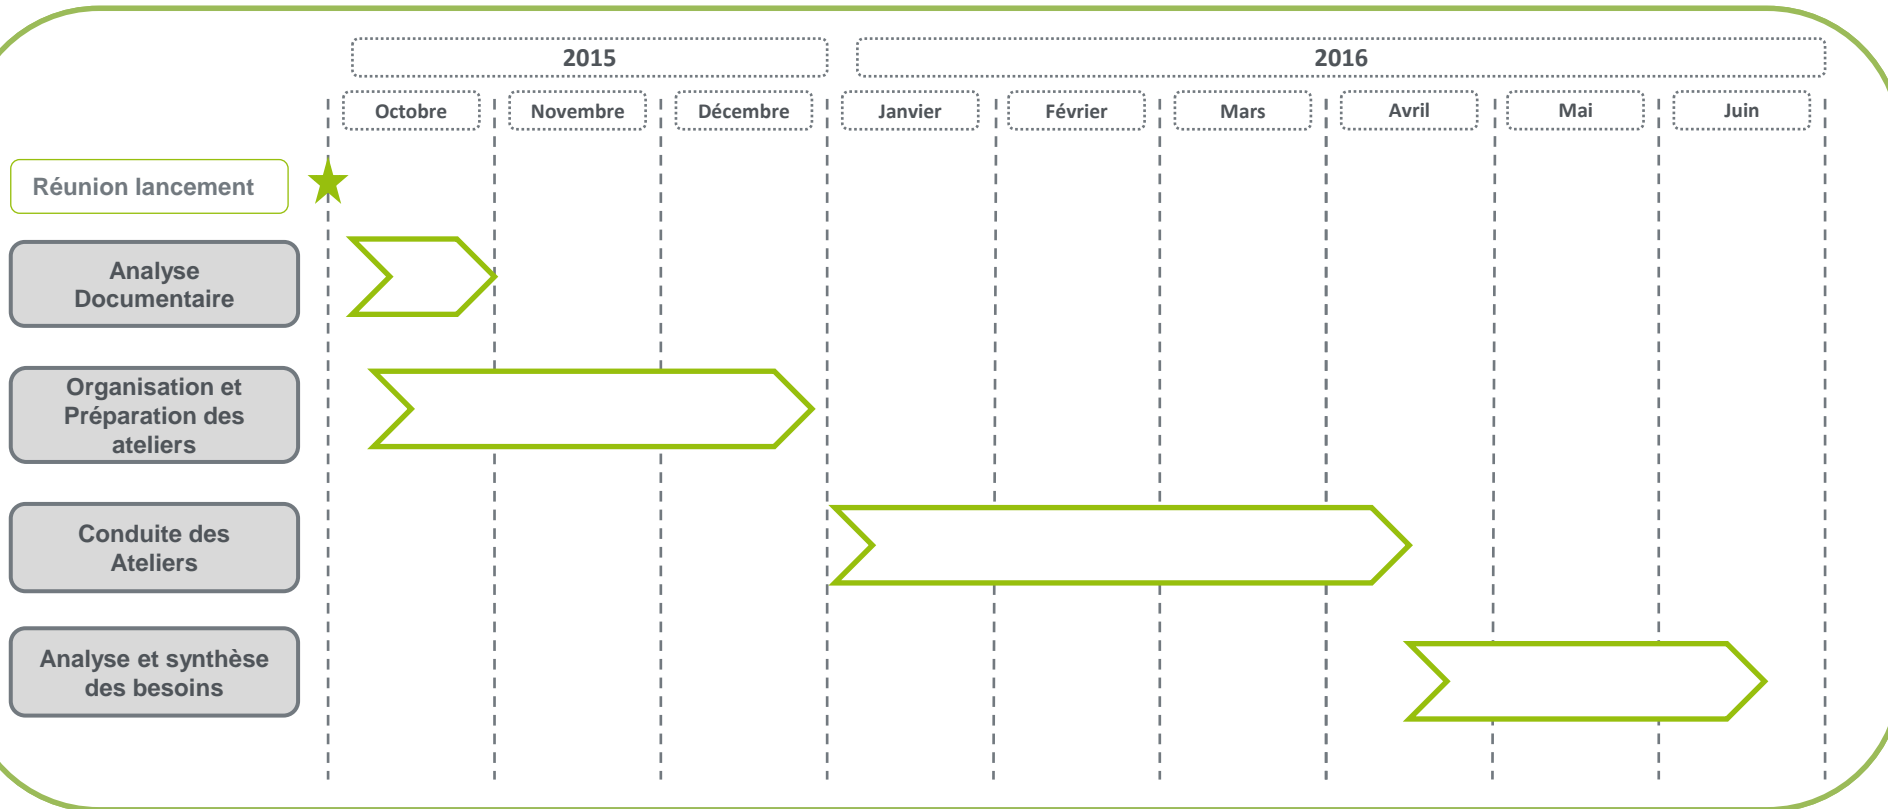 2015
2016
Octobre
Novembre
Décembre
Janvier
Février
Mars
Avril
Mai
Juin
Réunion lancement
Analyse
Documentaire
Organisation et
Préparation des
ateliers
Conduite des
Ateliers
Analyse et synthèse
des besoins